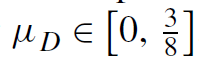 μ_D ∈ [0, 3/8]